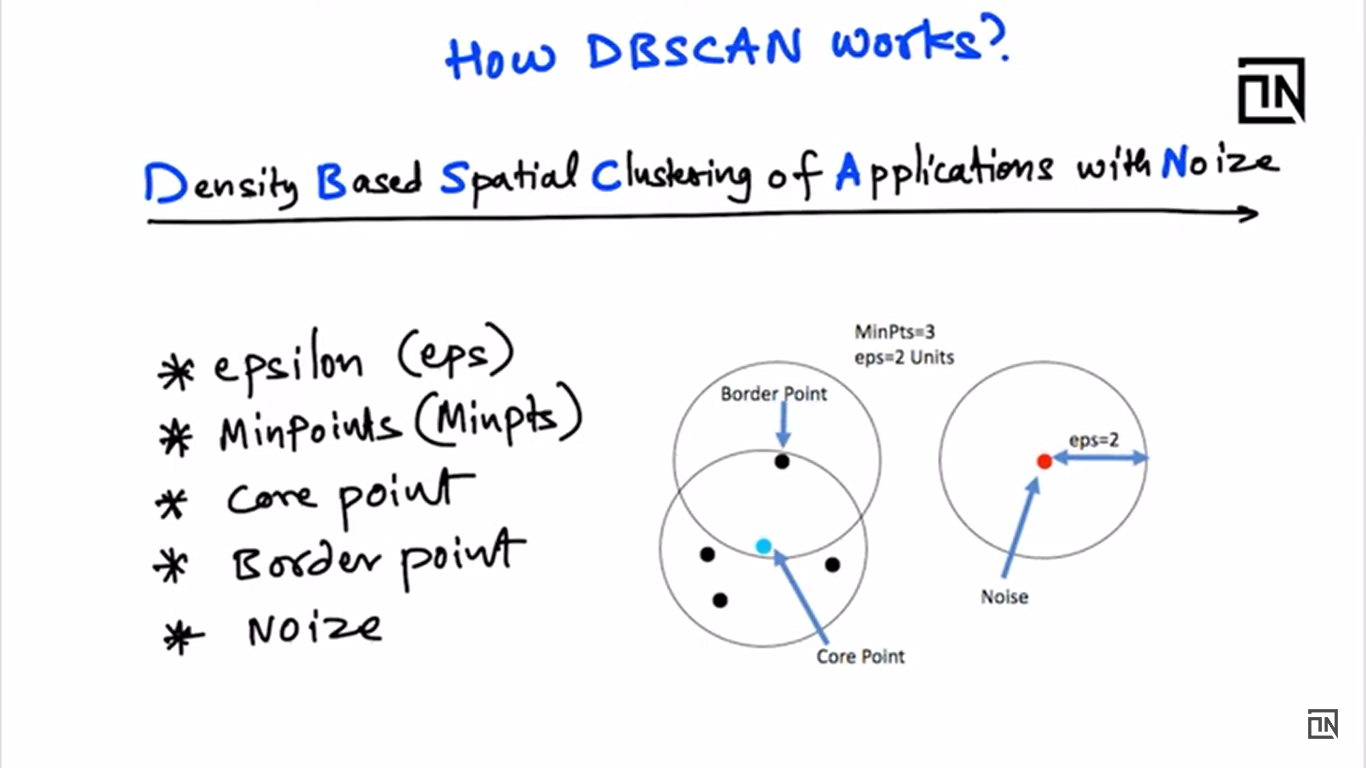 How DBSCAN works?
Density Based Spatial Clustering of Applications with Noize
* epsilon (eps)
* Minpoints (Minpts)
* Core point
* Border point
* Noize
MinPts=3
eps=2 Units
Border Point
eps=2
Noise
Core Point